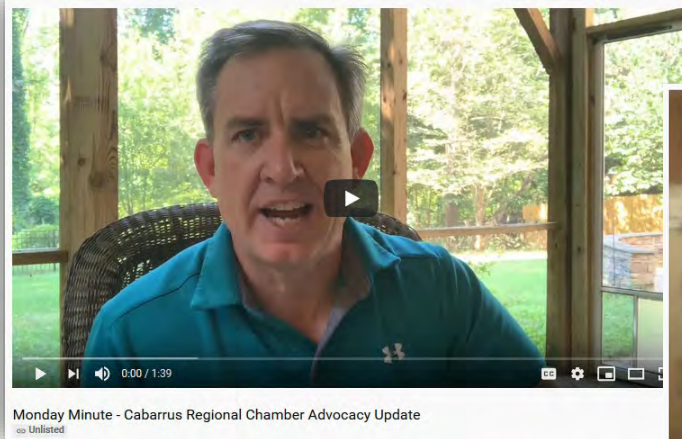 0:00 / 1:39
CC
Monday Minute - Cabarrus Regional Chamber Advocacy Update
Unlisted